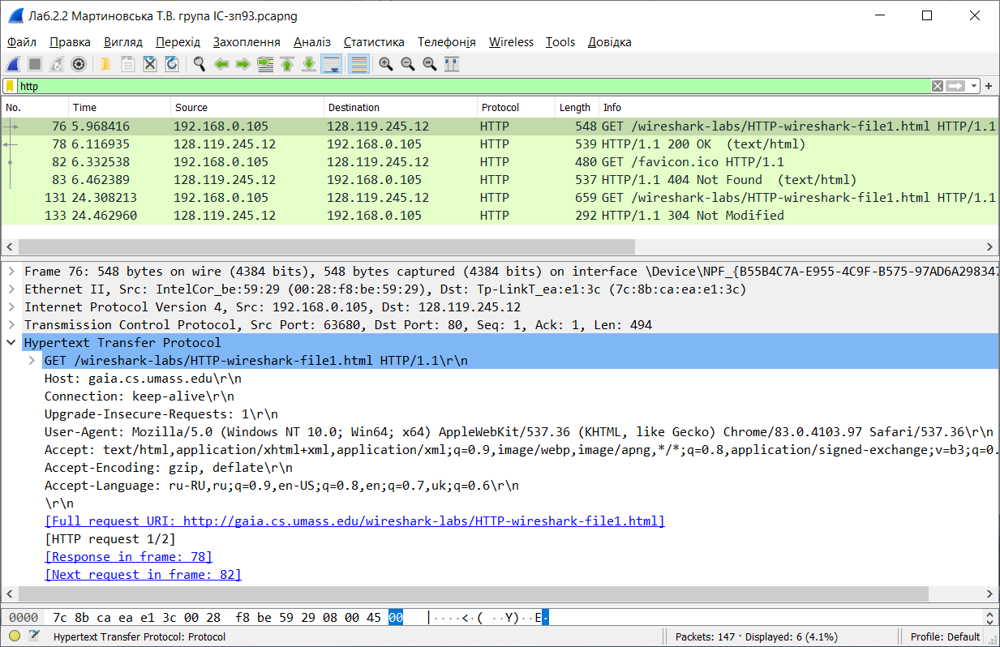 Лаб.2.2 Мартиновська Т.В. група ІС-зп93.pcapng
Файл Правка Вигляд Перехід Захоплення Аналіз Статистика Телефонія Wireless Tools Довідка
http
No. Time Source Destination Protocol Length Info
76 5.968416 192.168.0.105 128.119.245.12 HTTP 548 GET /wireshark-labs/HTTP-wireshark-file1.html HTTP/1.1
78 6.116935 128.119.245.12 192.168.0.105 HTTP 539 HTTP/1.1 200 OK (text/html)
82 6.332538 192.168.0.105 128.119.245.12 HTTP 480 GET /favicon.ico HTTP/1.1
83 6.462389 128.119.245.12 192.168.0.105 HTTP 537 HTTP/1.1 404 Not Found (text/html)
131 24.308213 192.168.0.105 128.119.245.12 HTTP 659 GET /wireshark-labs/HTTP-wireshark-file1.html HTTP/1.1
133 24.462960 128.119.245.12 192.168.0.105 HTTP 292 HTTP/1.1 304 Not Modified
Frame 76: 548 bytes on wire (4384 bits), 548 bytes captured (4384 bits) on interface \Device\NPF_{B55B4C7A-E955-4C9F-B575-97AD6A298347
Ethernet II, Src: IntelCor_be:59:29 (00:28:f8:be:59:29), Dst: Tp-LinkT_ea:e1:3c (7c:8b:ca:ea:e1:3c)
Internet Protocol Version 4, Src: 192.168.0.105, Dst: 128.119.245.12
Transmission Control Protocol, Src Port: 63680, Dst Port: 80, Seq: 1, Ack: 1, Len: 494
Hypertext Transfer Protocol
GET /wireshark-labs/HTTP-wireshark-file1.html HTTP/1.1\r\n
Host: gaia.cs.umass.edu\r\n
Connection: keep-alive\r\n
Upgrade-Insecure-Requests: 1\r\n
User-Agent: Mozilla/5.0 (Windows NT 10.0; Win64; x64) AppleWebKit/537.36 (KHTML, like Gecko) Chrome/83.0.4103.97 Safari/537.36\r\n
Accept: text/html,application/xhtml+xml,application/xml;q=0.9,image/webp,image/apng,*/*;q=0.8,application/signed-exchange;v=b3;q=0.
Accept-Encoding: gzip, deflate\r\n
Accept-Language: ru-RU,ru;q=0.9,en-US;q=0.8,en;q=0.7,uk;q=0.6\r\n
\r\n
[Full request URI: http://gaia.cs.umass.edu/wireshark-labs/HTTP-wireshark-file1.html]
[HTTP request 1/2]
[Response in frame: 78]
[Next request in frame: 82]
0000 7c 8b ca ea e1 3c 00 28 f8 be 59 29 08 00 45 00 |····<·( ··Y)··E·
Hypertext Transfer Protocol: Protocol Packets: 147 · Displayed: 6 (4.1%) Profile: Default